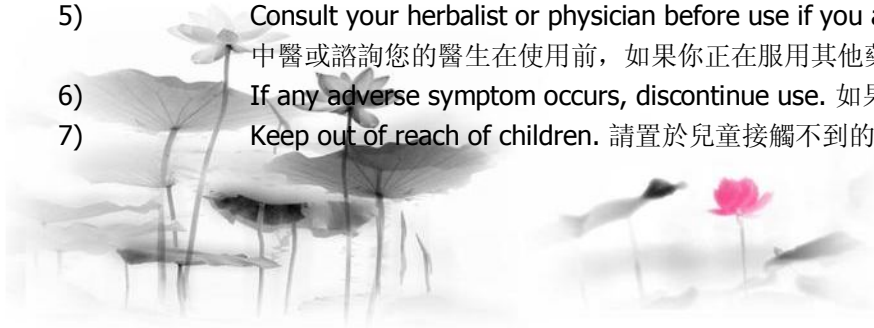 5) Consult your herbalist or physician before use if you
中醫或諮詢您的醫生在使用前，如果你正在服用其他
6) If any adverse symptom occurs, discontinue use. 如
7) Keep out of reach of children. 請置於兒童接觸不到的